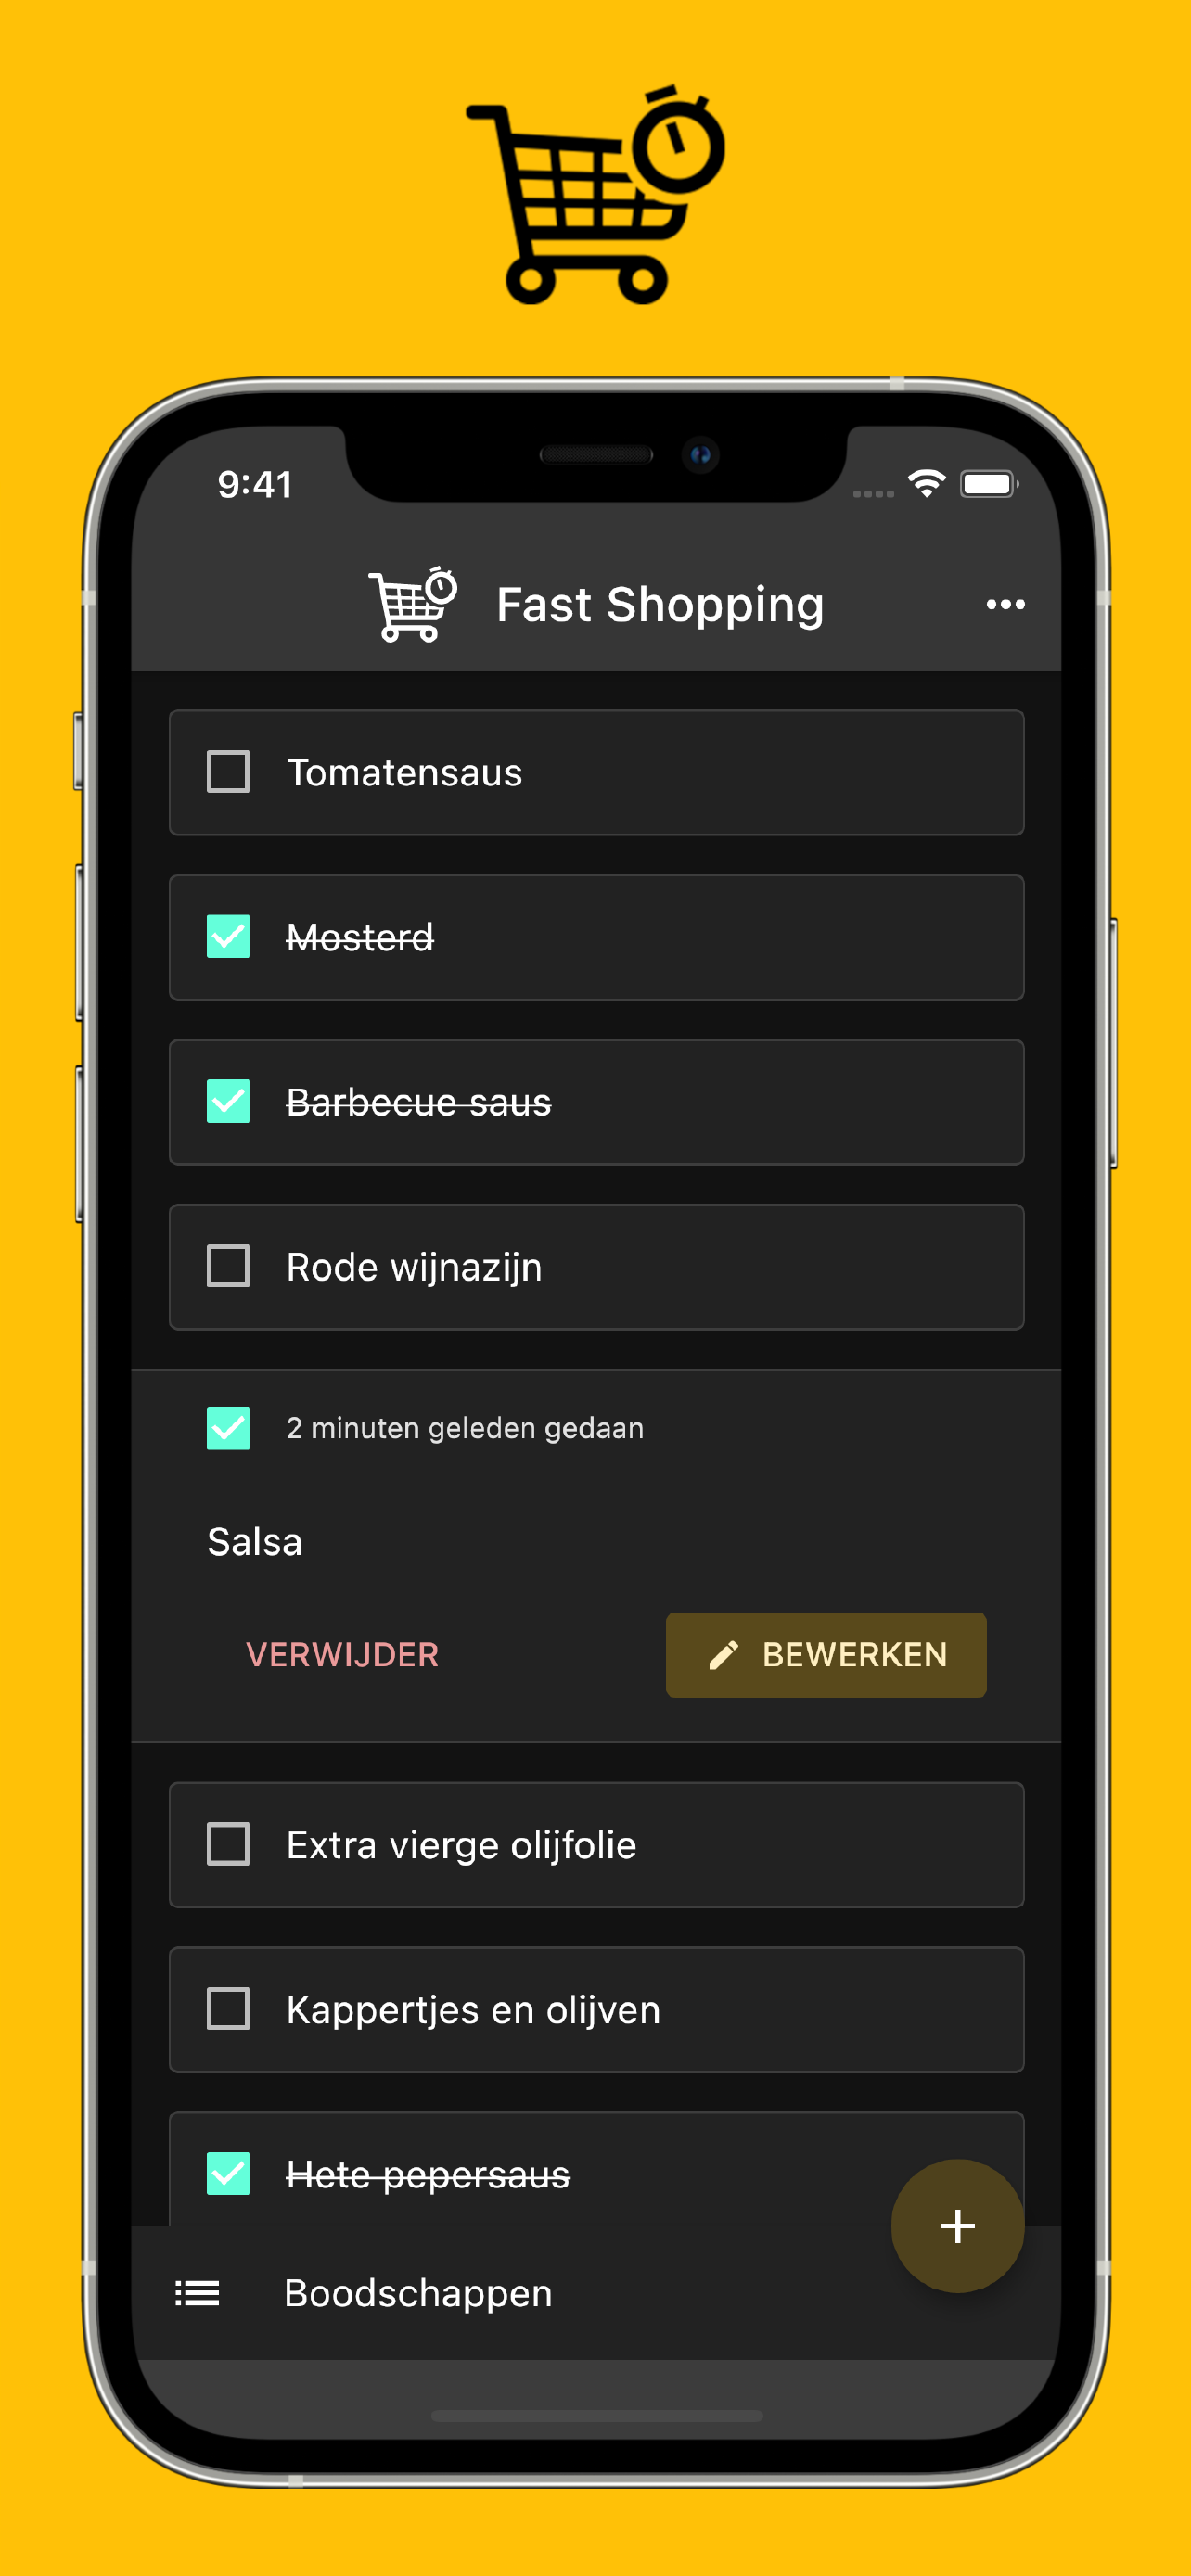 9:41
Fast Shopping
Tomatensaus
Mosterd
Barbecue saus
Rode wijnazijn
2 minuten geleden gedaan
Salsa
VERWIJDER
BEWERKEN
Extra vierge olijfolie
Kappertjes en olijven
Hete pepersaus
Boodschappen